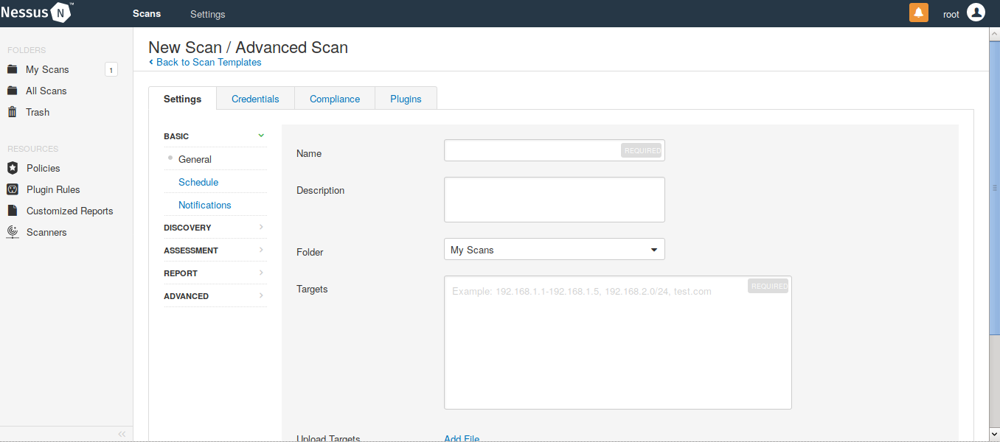 Nessus N ™ Scans Settings root
New Scan / Advanced Scan
Back to Scan Templates
FOLDERS
My Scans 1
All Scans
Trash
RESOURCES
Policies
Plugin Rules
Customized Reports
Scanners
Settings Credentials Compliance Plugins
BASIC
General
Schedule
Notifications
DISCOVERY
ASSESSMENT
REPORT
ADVANCED
Name REQUIRED
Description
Folder My Scans
Targets Example: 192.168.1.1-192.168.1.5, 192.168.2.0/24, test.com REQUIRED
Upload Targets Add File